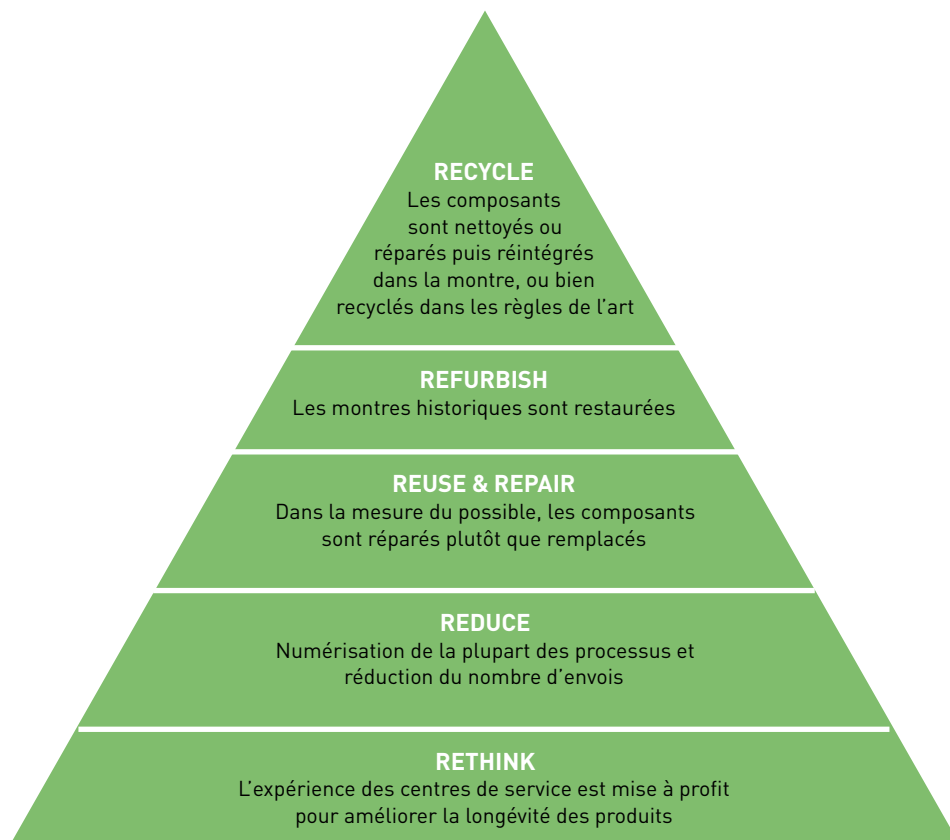 RECYCLE
Les composants
sont nettoyés ou
réparés puis réintégrés
dans la montre, ou bien
recyclés dans les règles de l’art
REFURBISH
Les montres historiques sont restaurées
REUSE & REPAIR
Dans la mesure du possible, les composants
sont réparés plutôt que remplacés
REDUCE
Numérisation de la plupart des processus et
réduction du nombre d’envois
RETHINK
L’expérience des centres de service est mise à profit
pour améliorer la longévité des produits